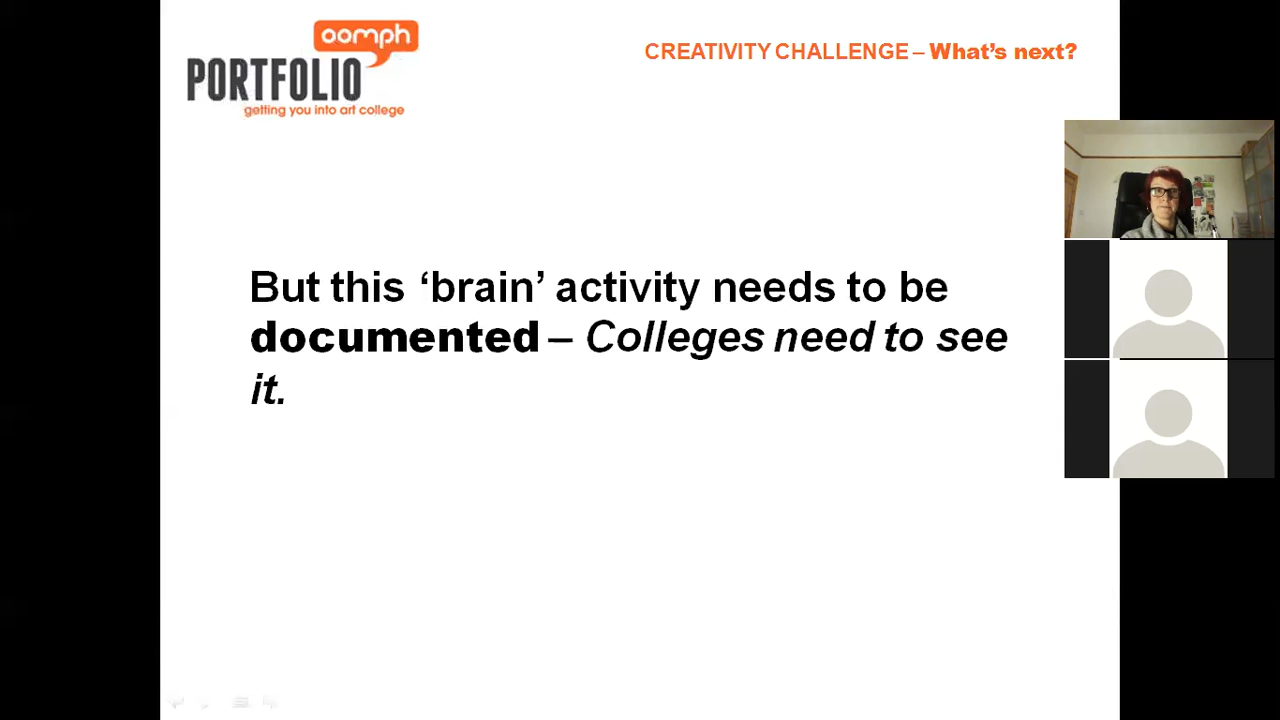 oomph
PORTFOLIO
getting you into art college
CREATIVITY CHALLENGE – What’s next?
But this ‘brain’ activity needs to be
documented – Colleges need to see
it.